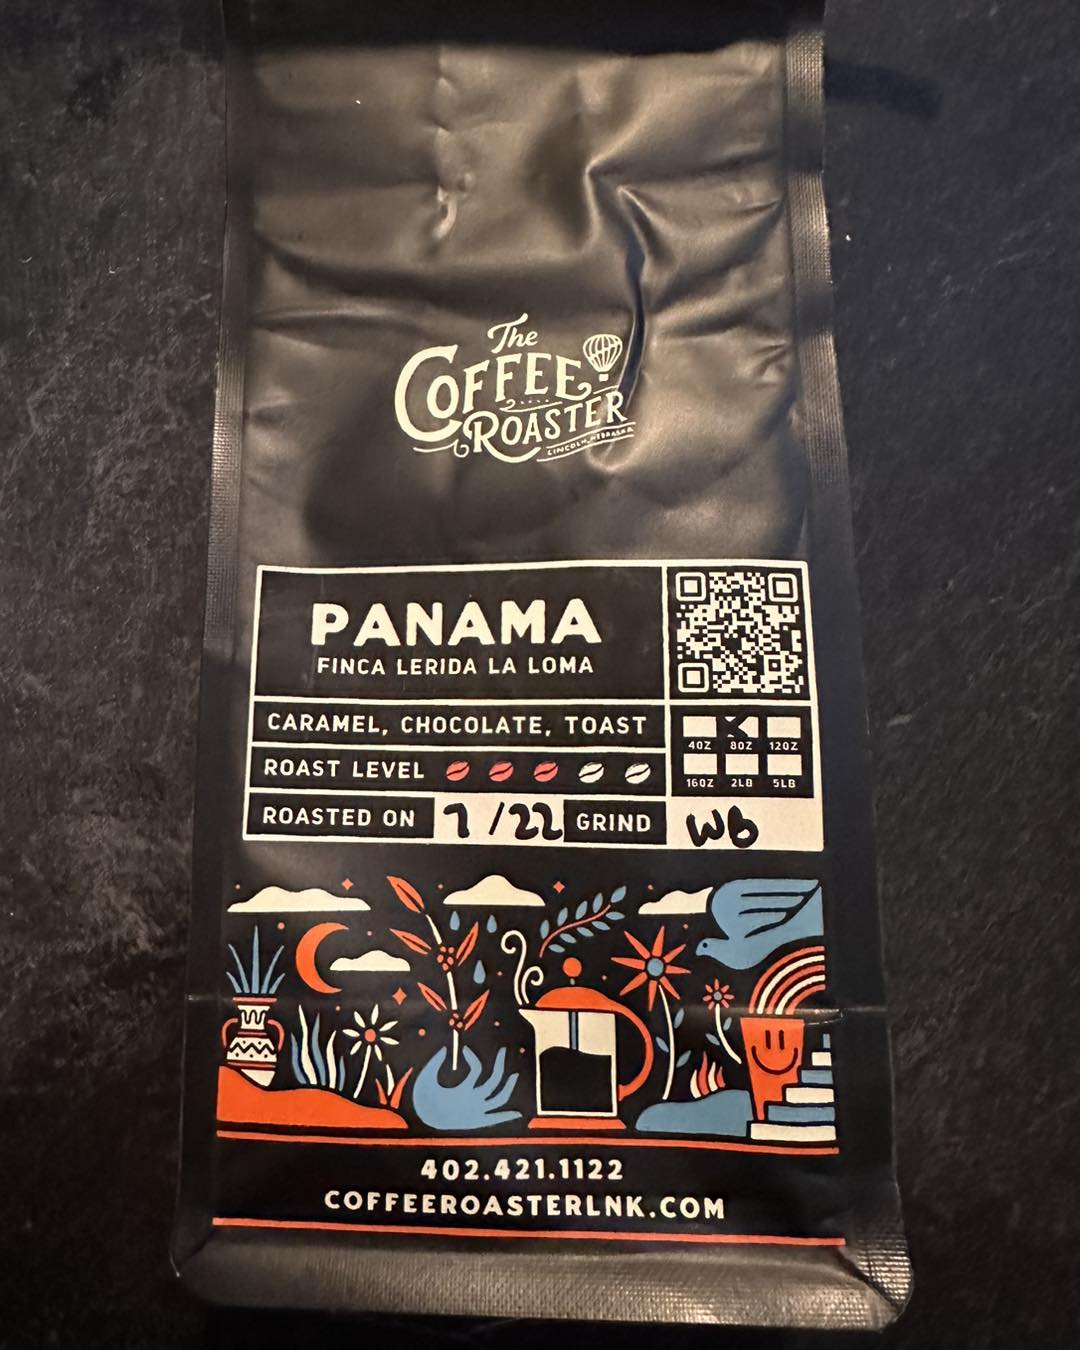 The
COFFEE
ROASTER
LINCOLN, NEBRASKA
PANAMA
FINCA LERIDA LA LOMA
CARAMEL, CHOCOLATE, TOAST
4OZ 8OZ 12OZ
ROAST LEVEL
16OZ 2LB 5LB
ROASTED ON 7/22 GRIND WB
402.421.1122
COFFEEROASTERLNK.COM